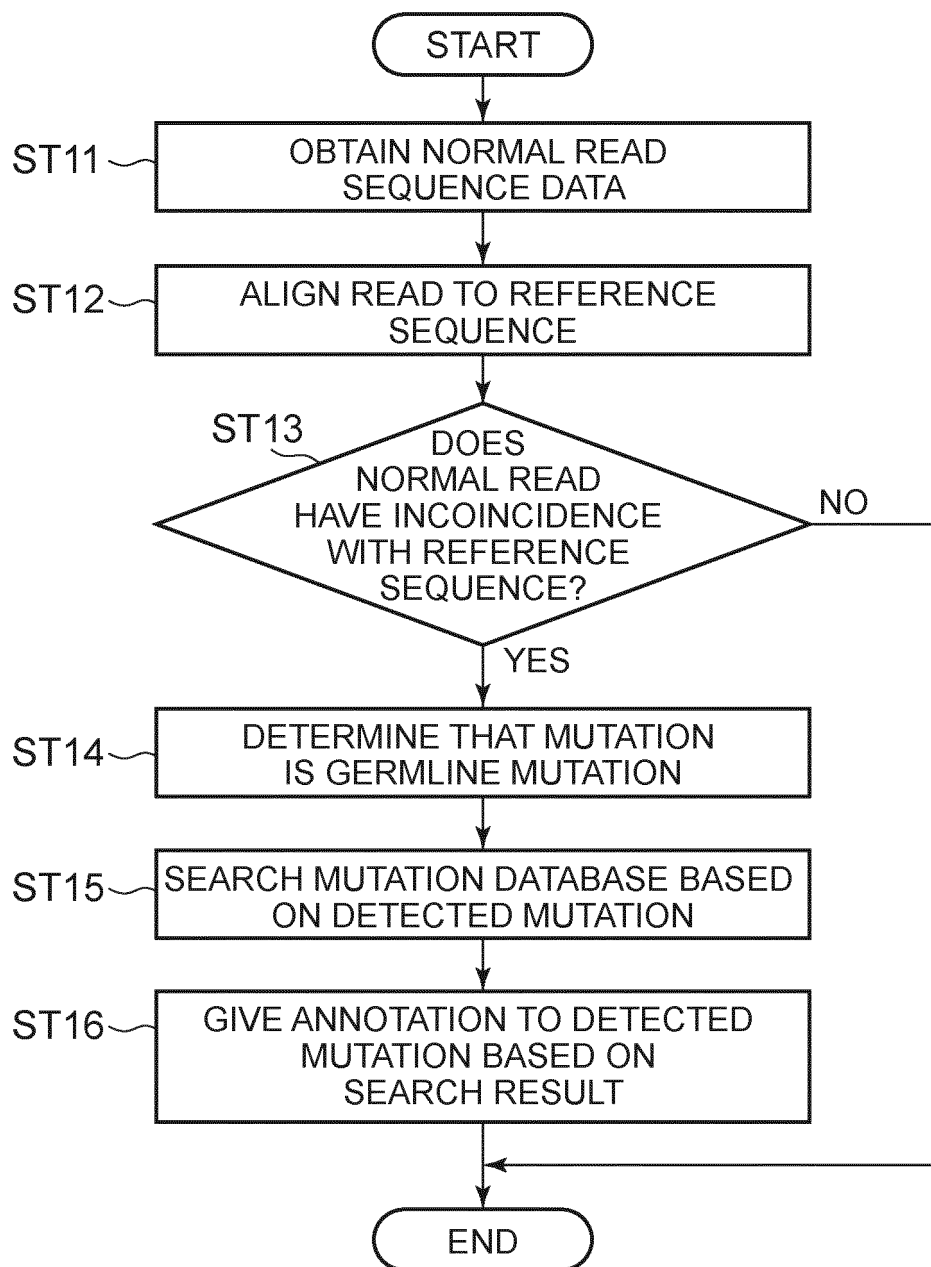 START
ST11
OBTAIN NORMAL READ
SEQUENCE DATA
ST12
ALIGN READ TO REFERENCE
SEQUENCE
ST13
DOES
NORMAL READ
HAVE INCOINCIDENCE
WITH REFERENCE
SEQUENCE?
NO
YES
ST14
DETERMINE THAT MUTATION
IS GERMLINE MUTATION
ST15
SEARCH MUTATION DATABASE BASED
ON DETECTED MUTATION
ST16
GIVE ANNOTATION TO DETECTED
MUTATION BASED ON
SEARCH RESULT
END